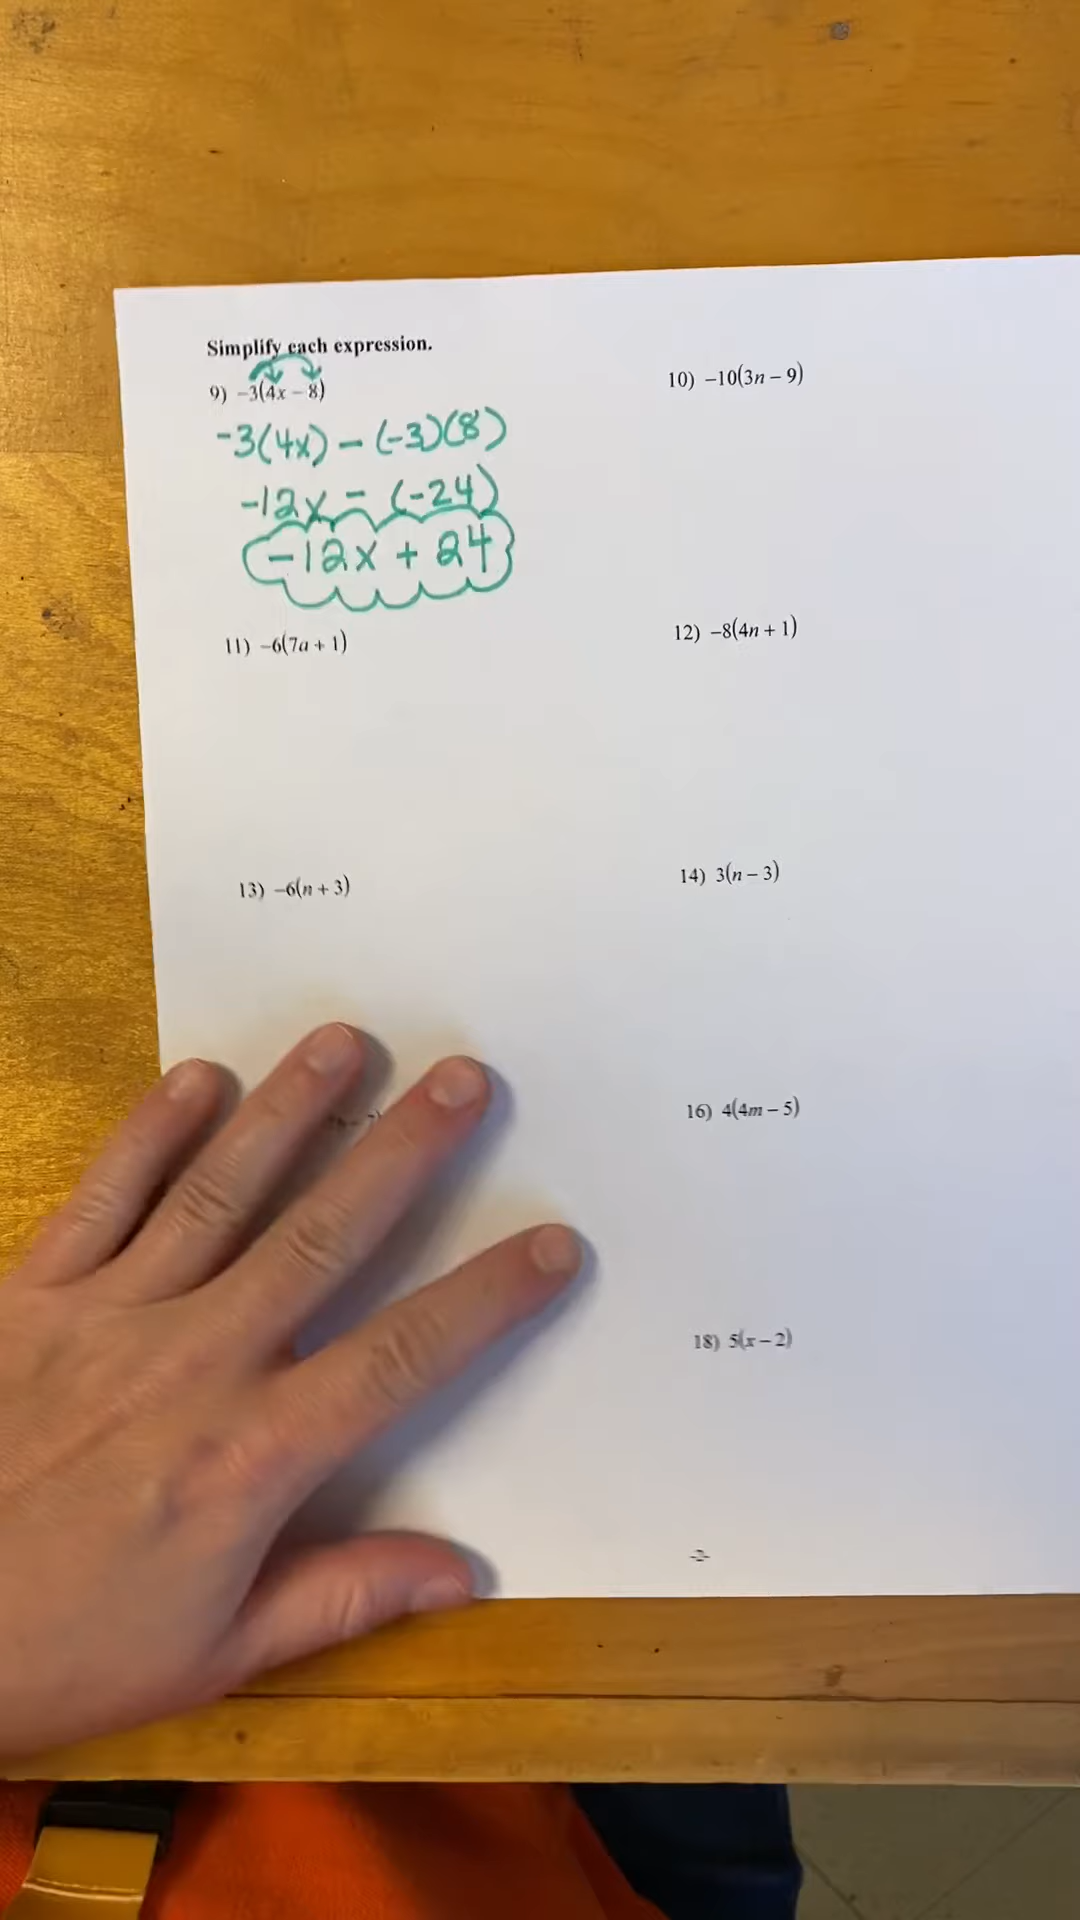 Simplify each expression.
9) −3(4x − 8)
-3(4x) - (-3)(8)
-12x - (-24)
-12x + 24
10) −10(3n − 9)
11) −6(7a + 1)
12) −8(4n + 1)
13) −6(n + 3)
14) 3(n − 3)
16) 4(4m − 5)
18) 5(x − 2)
-2-